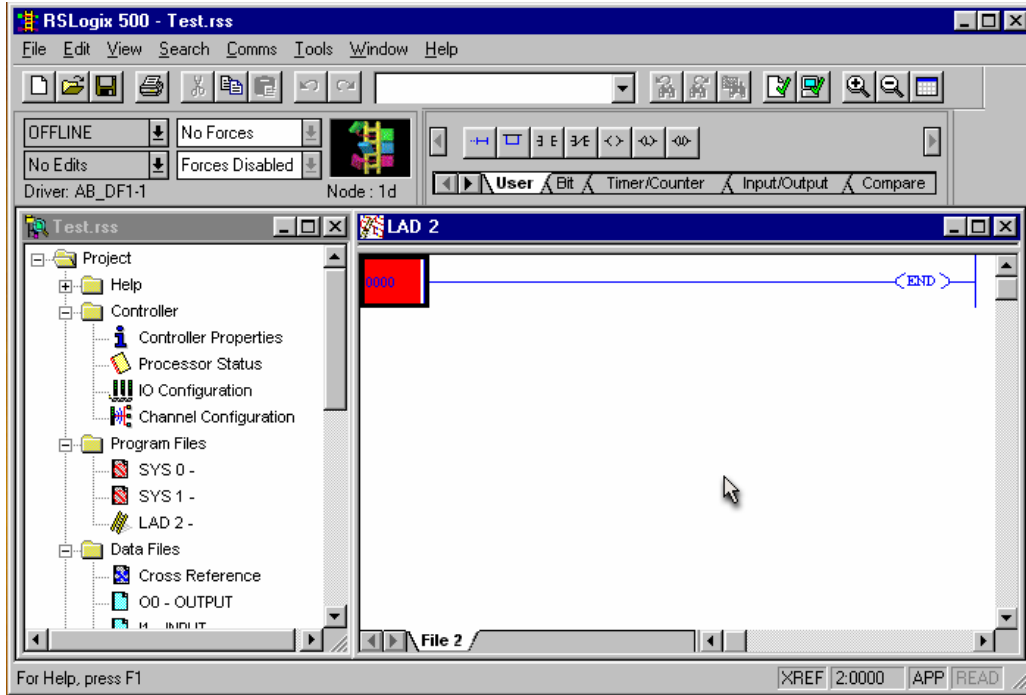 RSLogix 500 - Test.rss
File Edit View Search Comms Tools Window Help
OFFLINE
No Forces
No Edits
Forces Disabled
Driver: AB_DF1-1
Node : 1d
User
Bit
Timer/Counter
Input/Output
Compare
Test.rss
Project
Help
Controller
Controller Properties
Processor Status
IO Configuration
Channel Configuration
Program Files
SYS 0 -
SYS 1 -
LAD 2 -
Data Files
Cross Reference
O0 - OUTPUT
I1 - INPUT
LAD 2
0000
END
File 2
For Help, press F1
XREF
2:0000
APP
READ